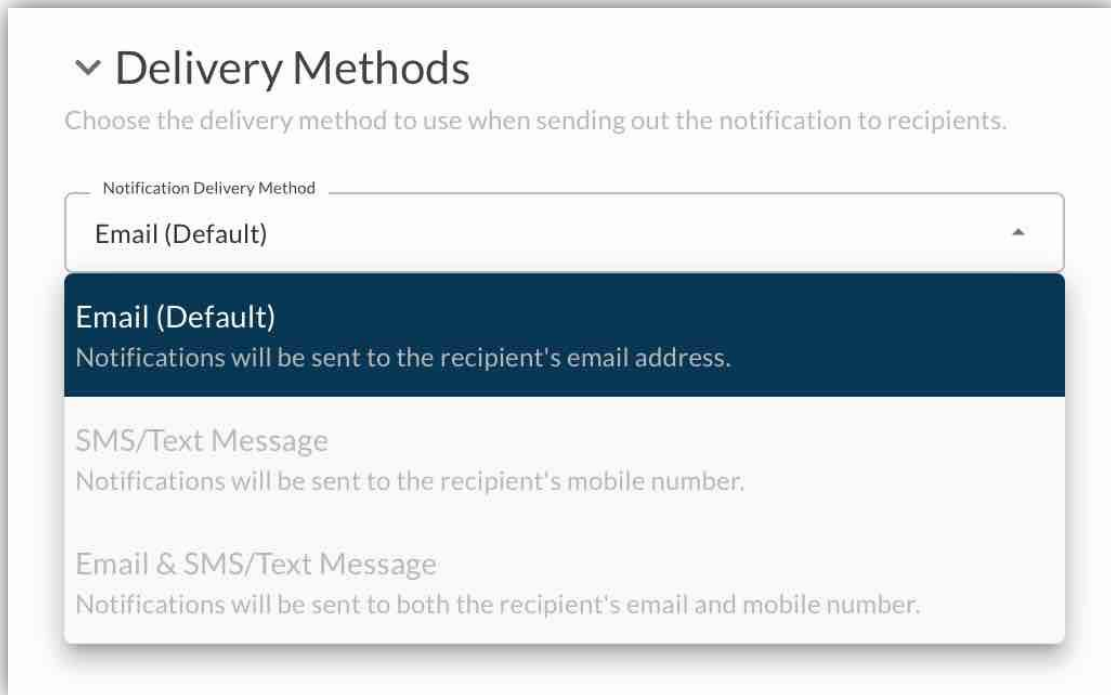 Delivery Methods
Choose the delivery method to use when sending out the notification to recipients.
Notification Delivery Method
Email (Default)
Email (Default)
Notifications will be sent to the recipient's email address.
SMS/Text Message
Notifications will be sent to the recipient's mobile number.
Email & SMS/Text Message
Notifications will be sent to both the recipient's email and mobile number.